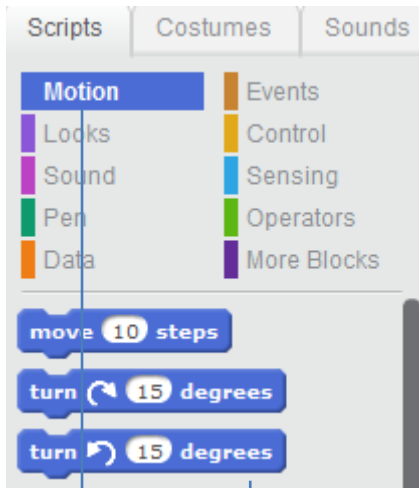 Scripts Costumes Sounds
Motion Events
Looks Control
Sound Sensing
Pen Operators
Data More Blocks
move 10 steps
turn 15 degrees
turn 15 degrees